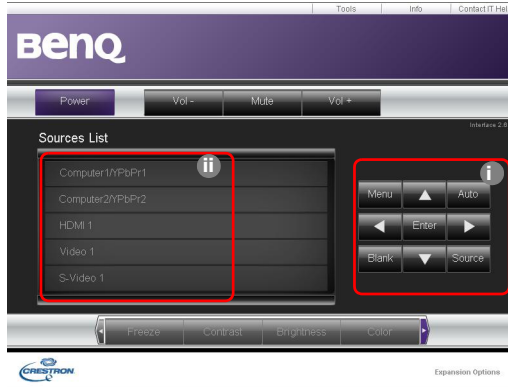 Tools Info Contact IT Hel
BenQ
Power Vol - Mute Vol +
Interface 2.8
Sources List
ii
i
Computer1/YPbPr1
Computer2/YPbPr2
HDMI 1
Video 1
S-Video 1
Menu Auto
Enter
Blank Source
Freeze Contrast Brightness Color
CRESTRON
Expansion Options